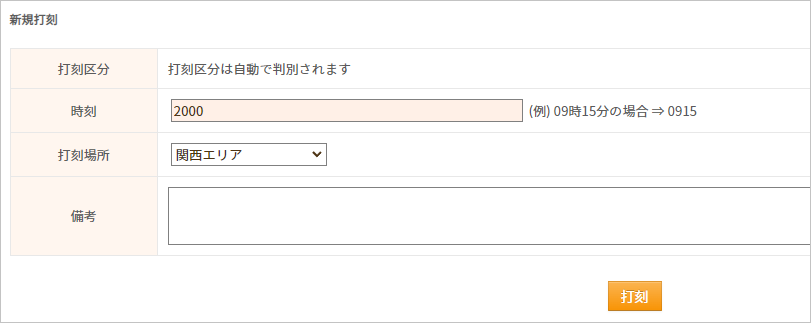 新規打刻
打刻区分 打刻区分は自動で判別されます
時刻 2000 (例) 09時15分の場合 ⇒ 0915
打刻場所 関西エリア
備考
打刻